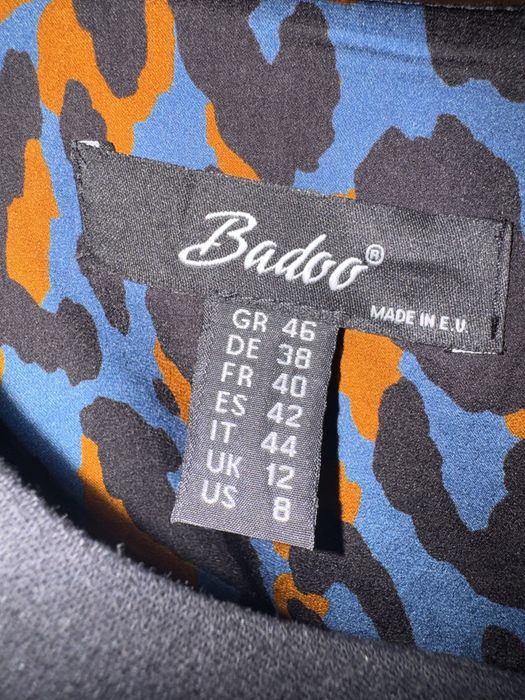 Badoo®
MADE IN E.U.
GR 46
DE 38
FR 40
ES 42
IT 44
UK 12
US 8